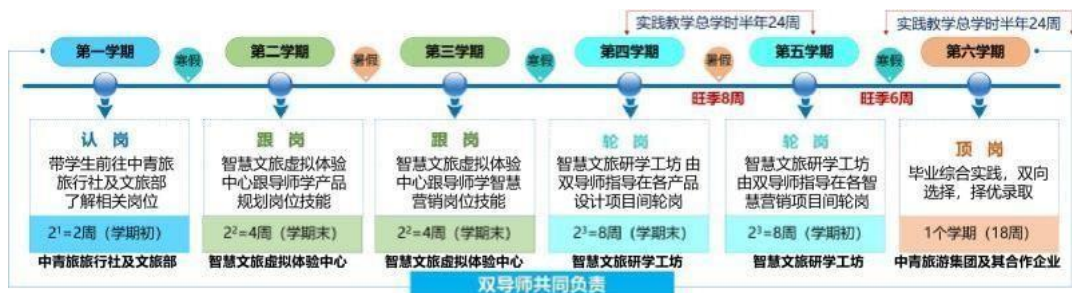 实践教学总学时半年24周
实践教学总学时半年24周
第一学期
寒假
第二学期
暑假
第三学期
寒假
第四学期
暑假
第五学期
寒假
第六学期
旺季8周
旺季6周
认 岗
带学生前往中青旅
旅行社及文旅部
了解相关岗位
2¹=2周（学期初）
中青旅旅行社及文旅部
跟 岗
智慧文旅虚拟体验
中心跟导师学产品
规划岗位技能
2²=4周（学期末）
智慧文旅虚拟体验中心
跟 岗
智慧文旅虚拟体验
中心跟导师学智慧
营销岗位技能
2²=4周（学期末）
智慧文旅虚拟体验中心
轮 岗
智慧文旅研学工坊 由
双导师指导在各产品
设计项目间轮岗
2³=8周（学期末）
智慧文旅研学工坊
轮 岗
智慧文旅研学工坊
由双导师指导在各智
慧营销项目间轮岗
2³=8周（学期初）
智慧文旅研学工坊
顶 岗
毕业综合实践，双向
选择，择优录取
1个学期（18周）
中青旅游集团及其合作企业
双导师共同负责